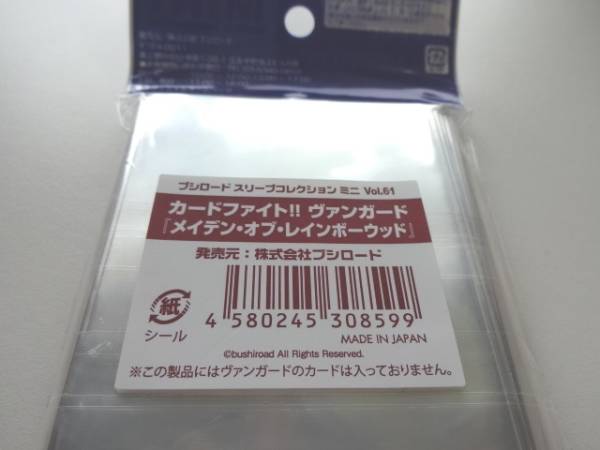 ブシロード スリーブコレクション ミニ Vol.61
カードファイト!! ヴァンガード
『メイデン・オブ・レインボーウッド』
発売元：株式会社ブシロード
紙
シール
4 580245 308599
MADE IN JAPAN
©bushiroad All Rights Reserved.
※この製品にはヴァンガードのカードは入っておりません。